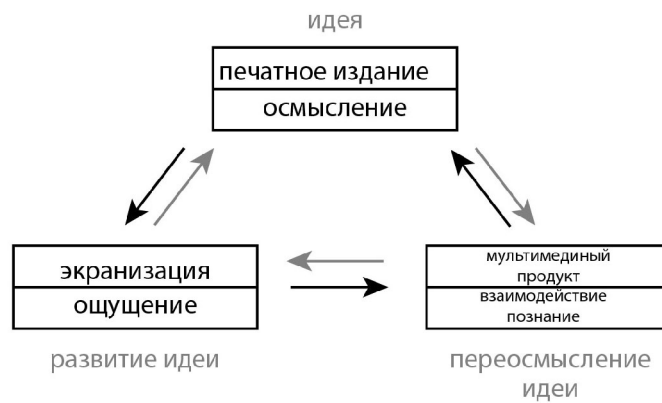 идея
печатное издание
осмысление
экранизация
ощущение
развитие идеи
мультимединый
продукт
взаимодействие
познание
переосмысление
идеи